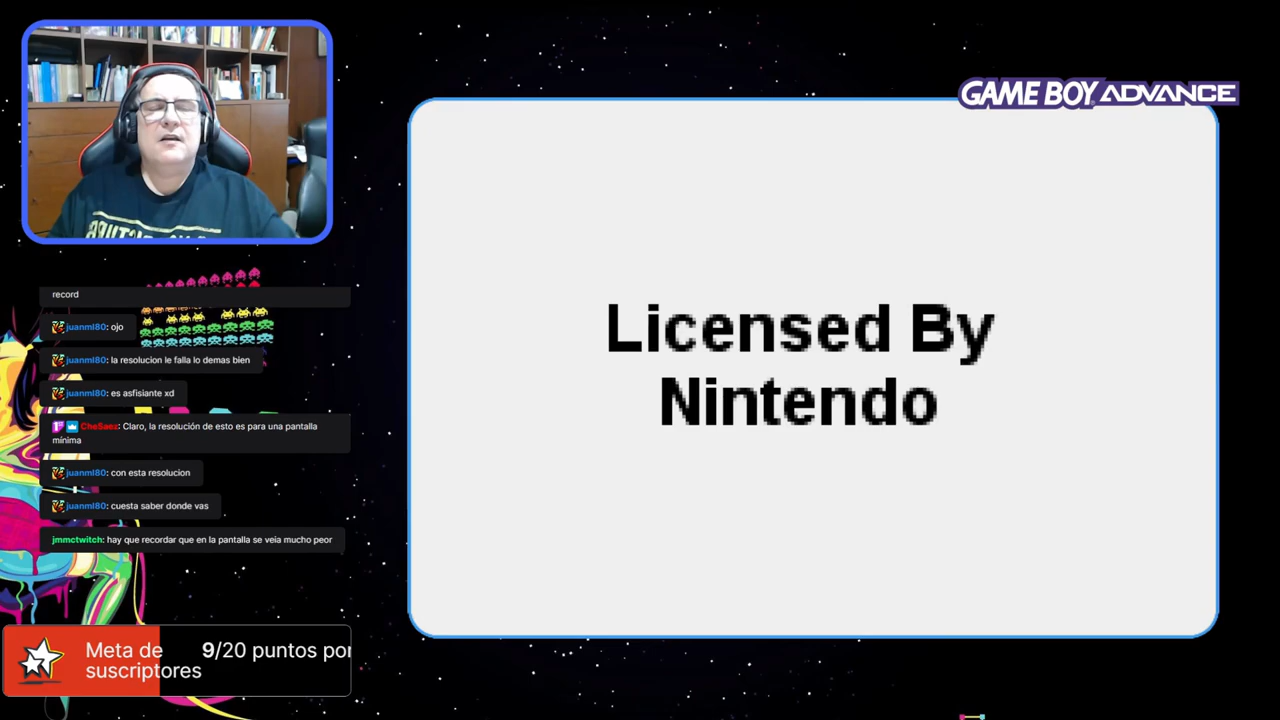 GAME BOY ADVANCE
Licensed By
Nintendo
record
juanml80: ojo
juanml80: la resolucion le falla lo demas bien
juanml80: es asfisiante xd
CheSaez: Claro, la resolución de esto es para una pantalla
mínima
juanml80: con esta resolucion
juanml80: cuesta saber donde vas
jmmctwitch: hay que recordar que en la pantalla se veia mucho peor
Meta de
suscriptores
9/20 puntos por